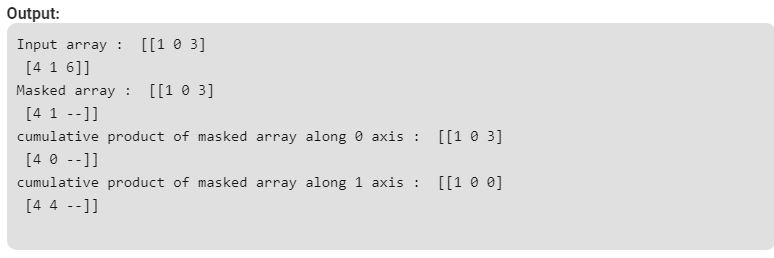 Output:
Input array :  [[1 0 3]
 [4 1 6]]
Masked array :  [[1 0 3]
 [4 1 --]]
cumulative product of masked array along 0 axis :  [[1 0 3]
 [4 0 --]]
cumulative product of masked array along 1 axis :  [[1 0 0]
 [4 4 --]]